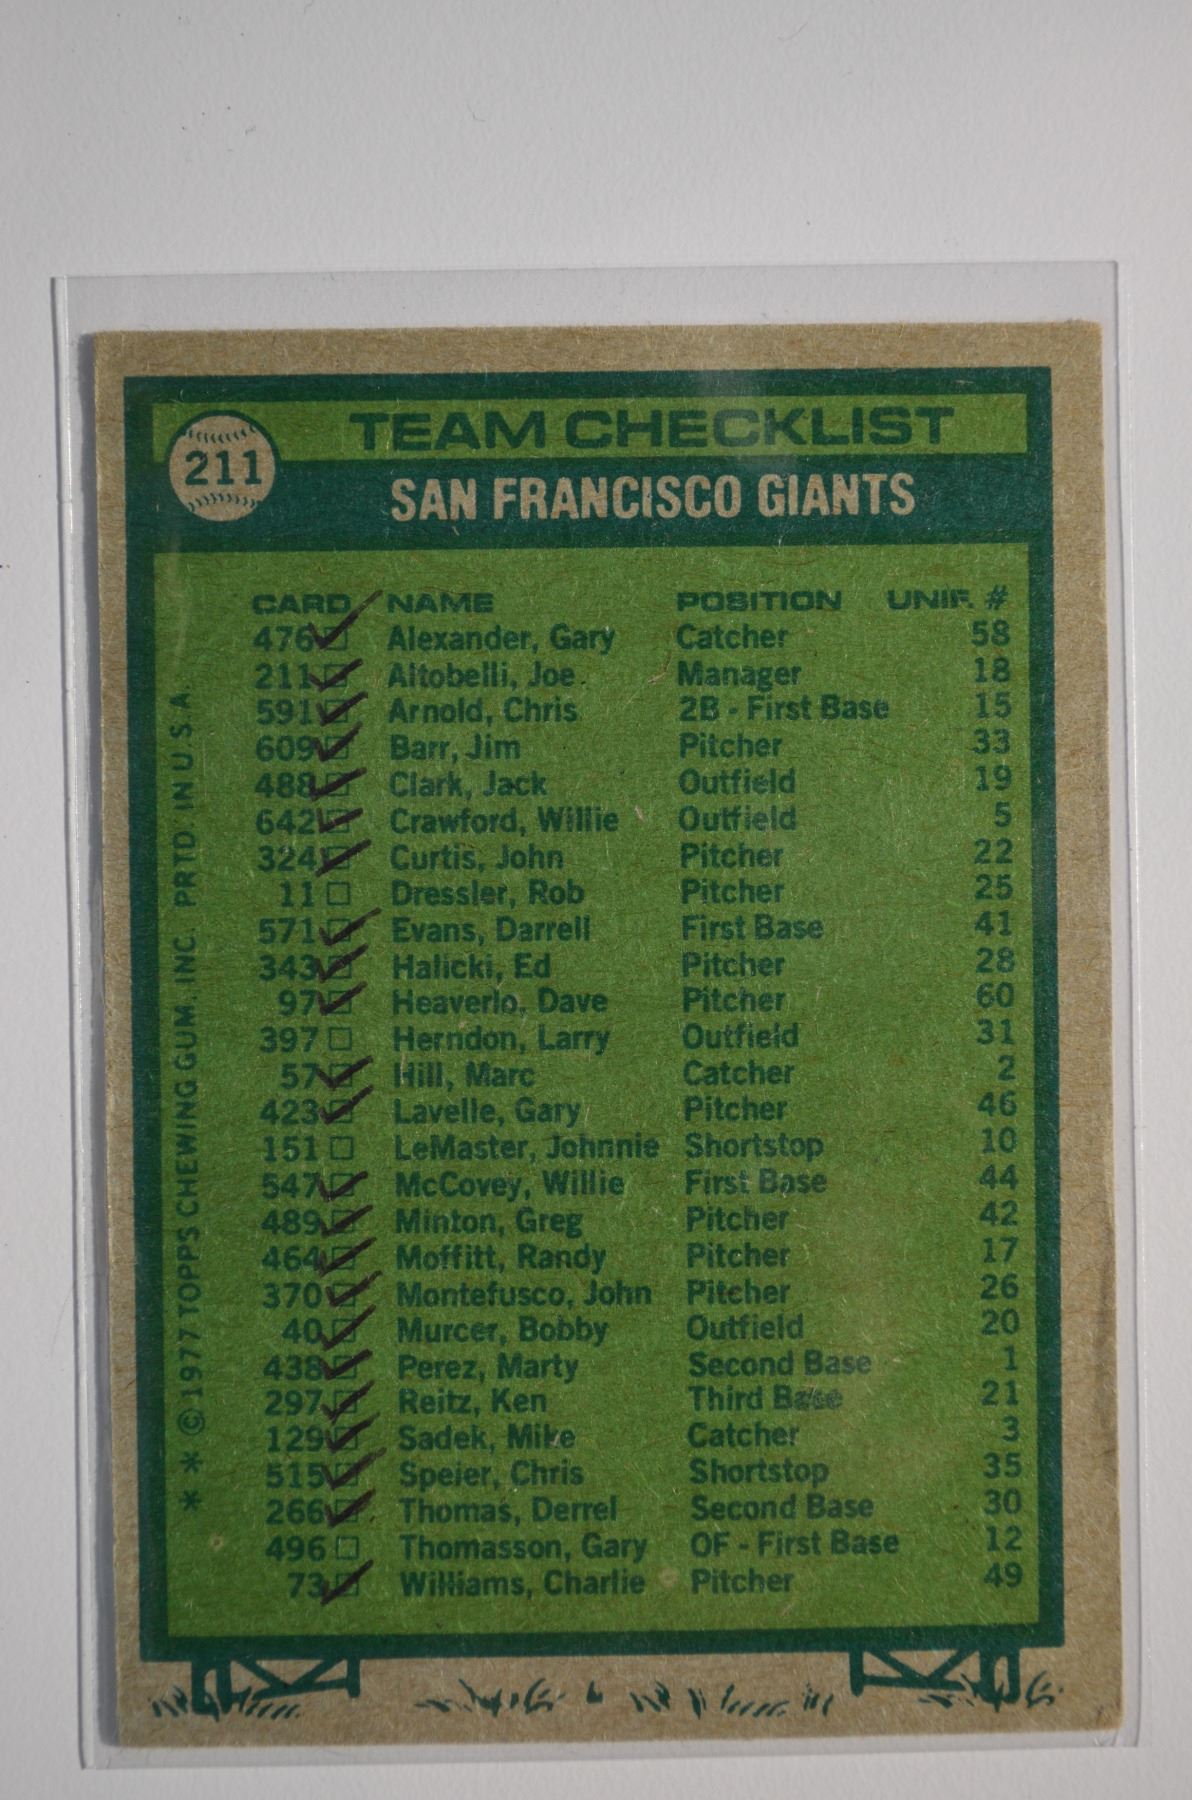 TEAM CHECKLIST
211
SAN FRANCISCO GIANTS
CARD NAME POSITION UNIF. #
476 Alexander, Gary Catcher 58
211 Altobelli, Joe Manager 18
591 Arnold, Chris 2B - First Base 15
609 Barr, Jim Pitcher 33
488 Clark, Jack Outfield 19
642 Crawford, Willie Outfield 5
324 Curtis, John Pitcher 22
11 Dressler, Rob Pitcher 25
571 Evans, Darrell First Base 41
343 Halicki, Ed Pitcher 28
97 Heaverlo, Dave Pitcher 60
397 Herndon, Larry Outfield 31
57 Hill, Marc Catcher 2
423 Lavelle, Gary Pitcher 46
151 LeMaster, Johnnie Shortstop 10
547 McCovey, Willie First Base 44
489 Minton, Greg Pitcher 42
464 Moffitt, Randy Pitcher 17
370 Montefusco, John Pitcher 26
40 Murcer, Bobby Outfield 20
438 Perez, Marty Second Base 1
297 Reitz, Ken Third Base 21
129 Sadek, Mike Catcher 3
515 Speier, Chris Shortstop 35
266 Thomas, Derrel Second Base 30
496 Thomasson, Gary OF - First Base 12
73 Williams, Charlie Pitcher 49
* * © 1977 TOPPS CHEWING GUM, INC. PRTD. IN U.S.A.